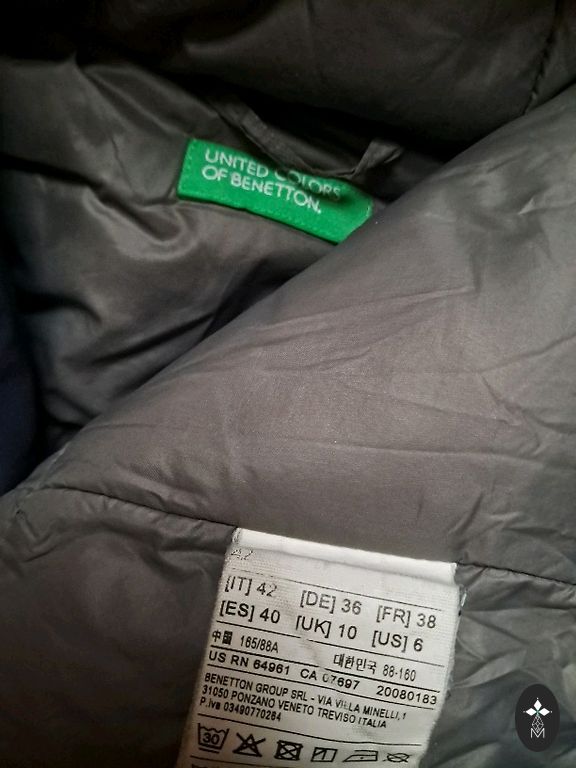 UNITED COLORS
OF BENETTON.
42
[IT] 42 [DE] 36 [FR] 38
[ES] 40 [UK] 10 [US] 6
中国 165/88A 대한민국 88-160
US RN 64961 CA 07697 20080183
BENETTON GROUP SRL - VIA VILLA MINELLI,1
31050 PONZANO VENETO TREVISO ITALIA
P.iva 03490770264
30
M